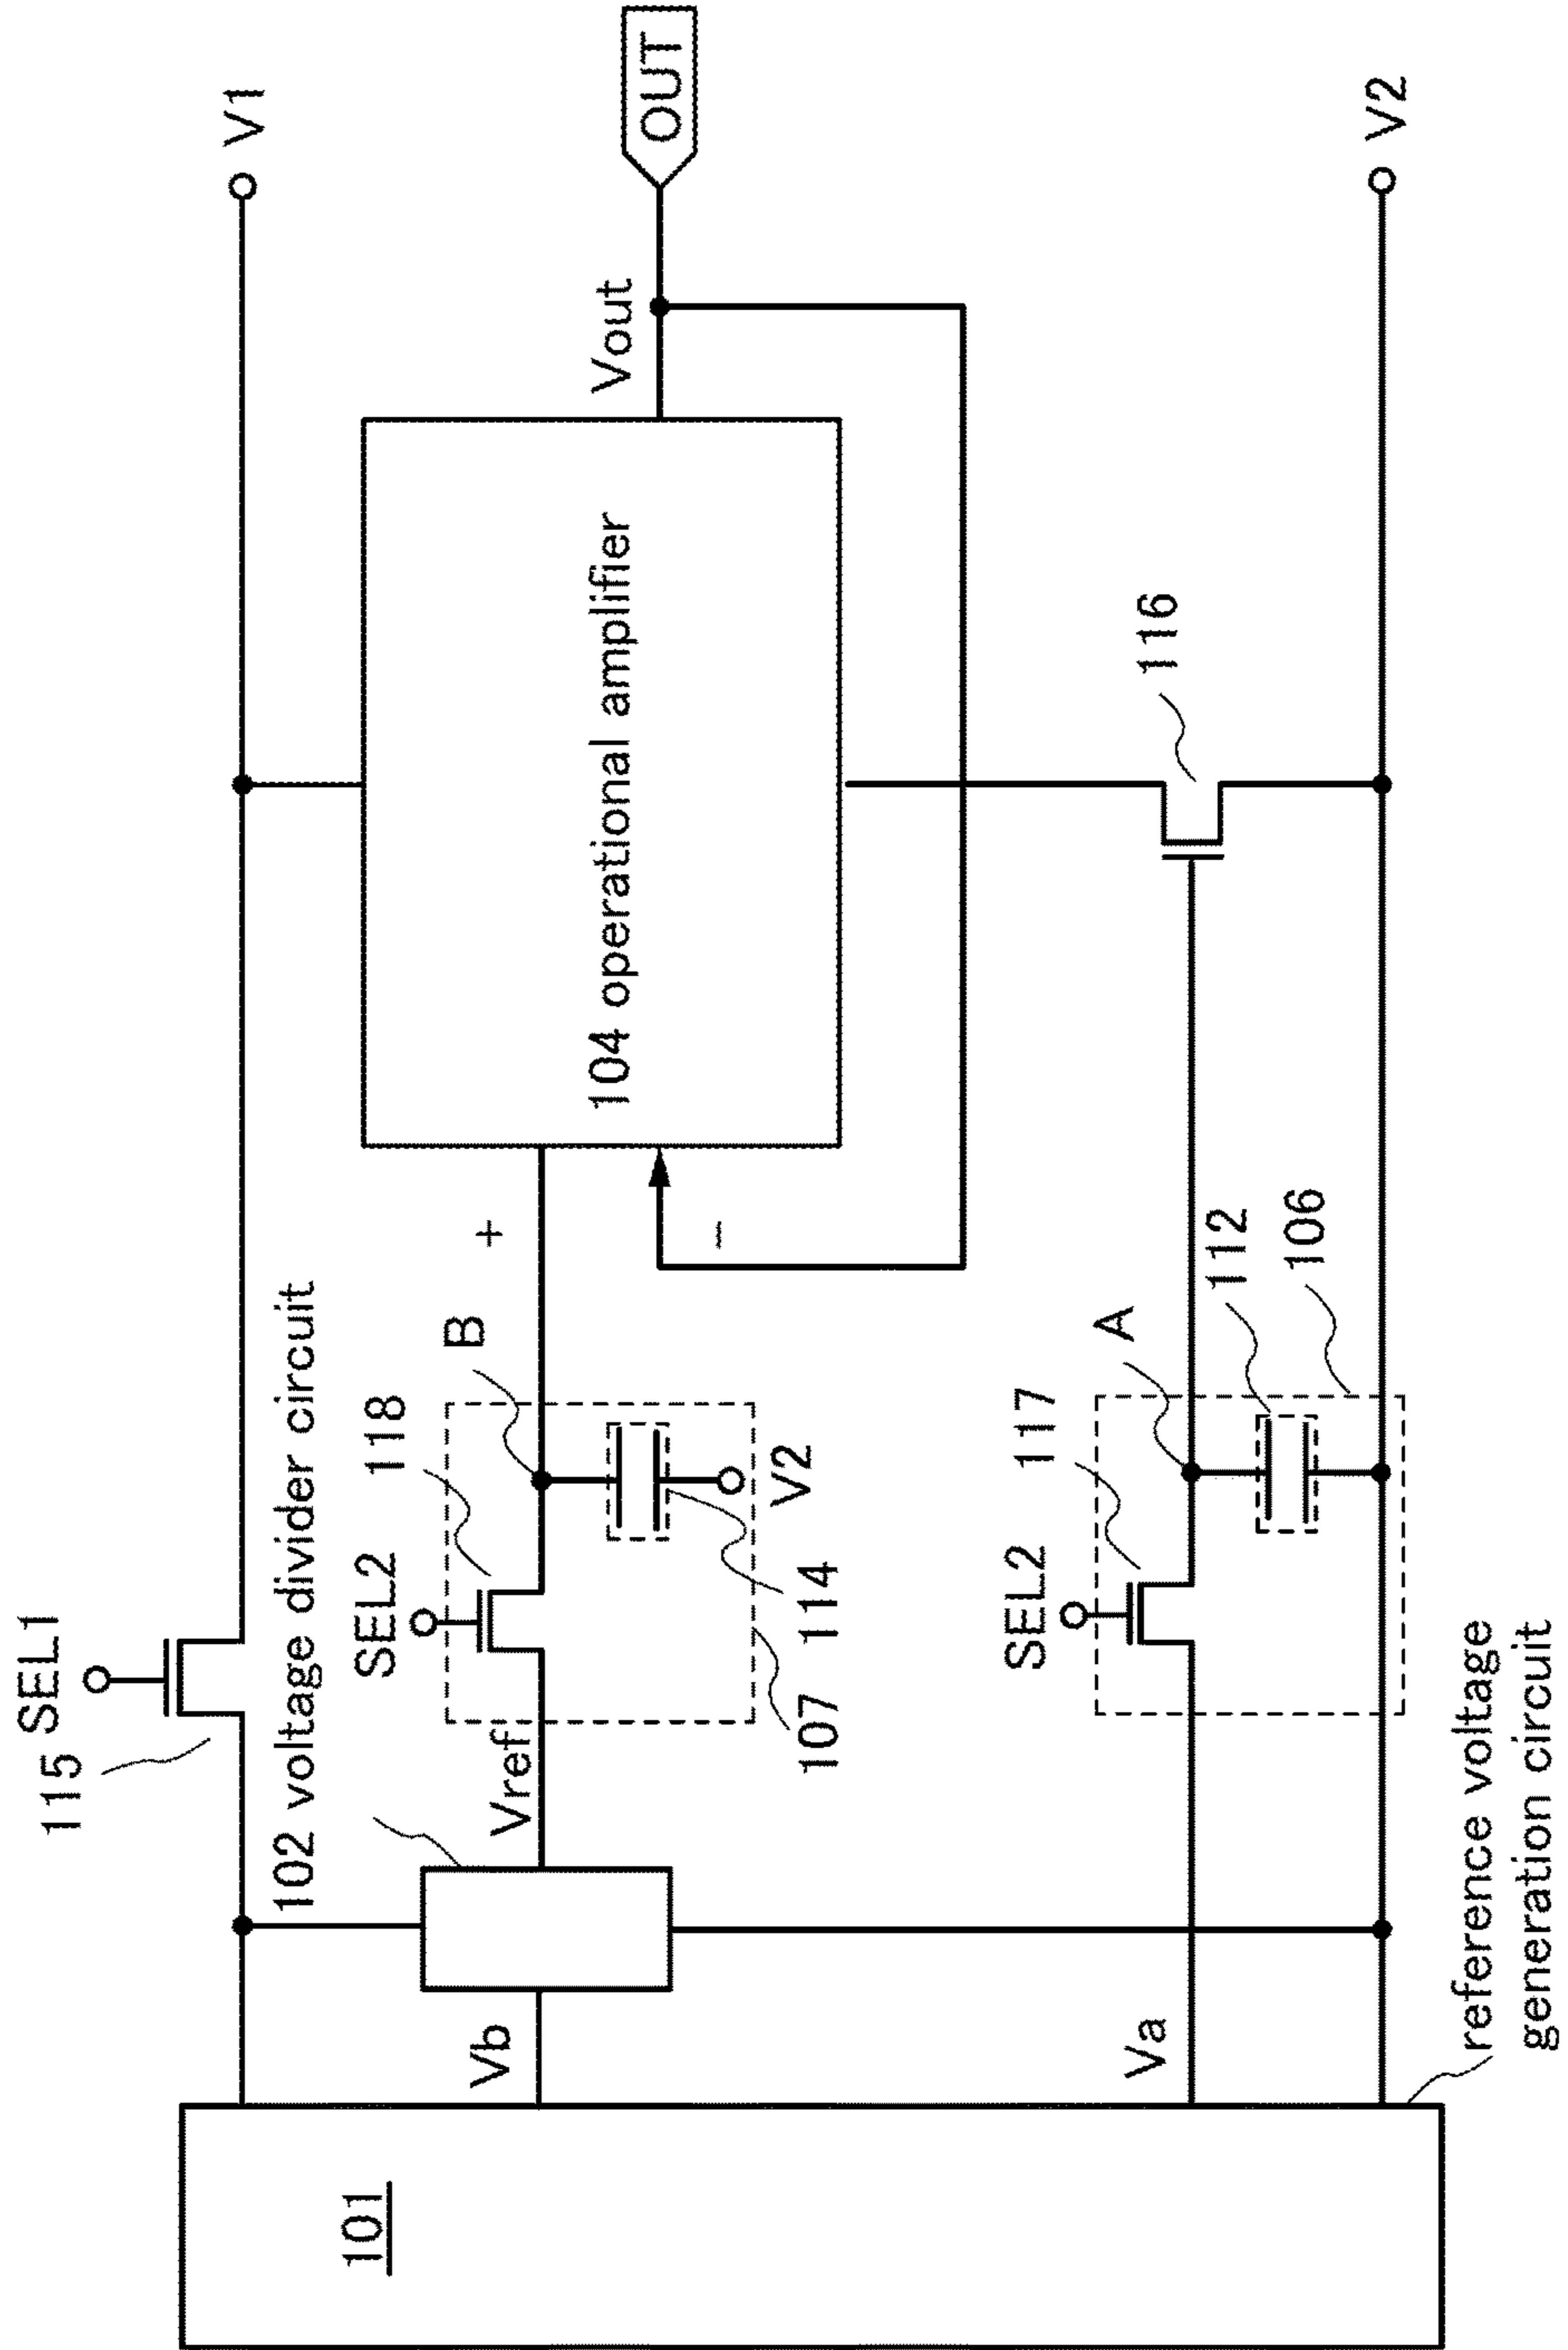 SEL1
115
V1
102 voltage divider circuit
SEL2
118
B
+
Vref
Vb
V2
114
107
104 operational amplifier
−
Vout
OUT
SEL2
117
A
112
106
116
Va
V2
101
reference voltage
generation circuit